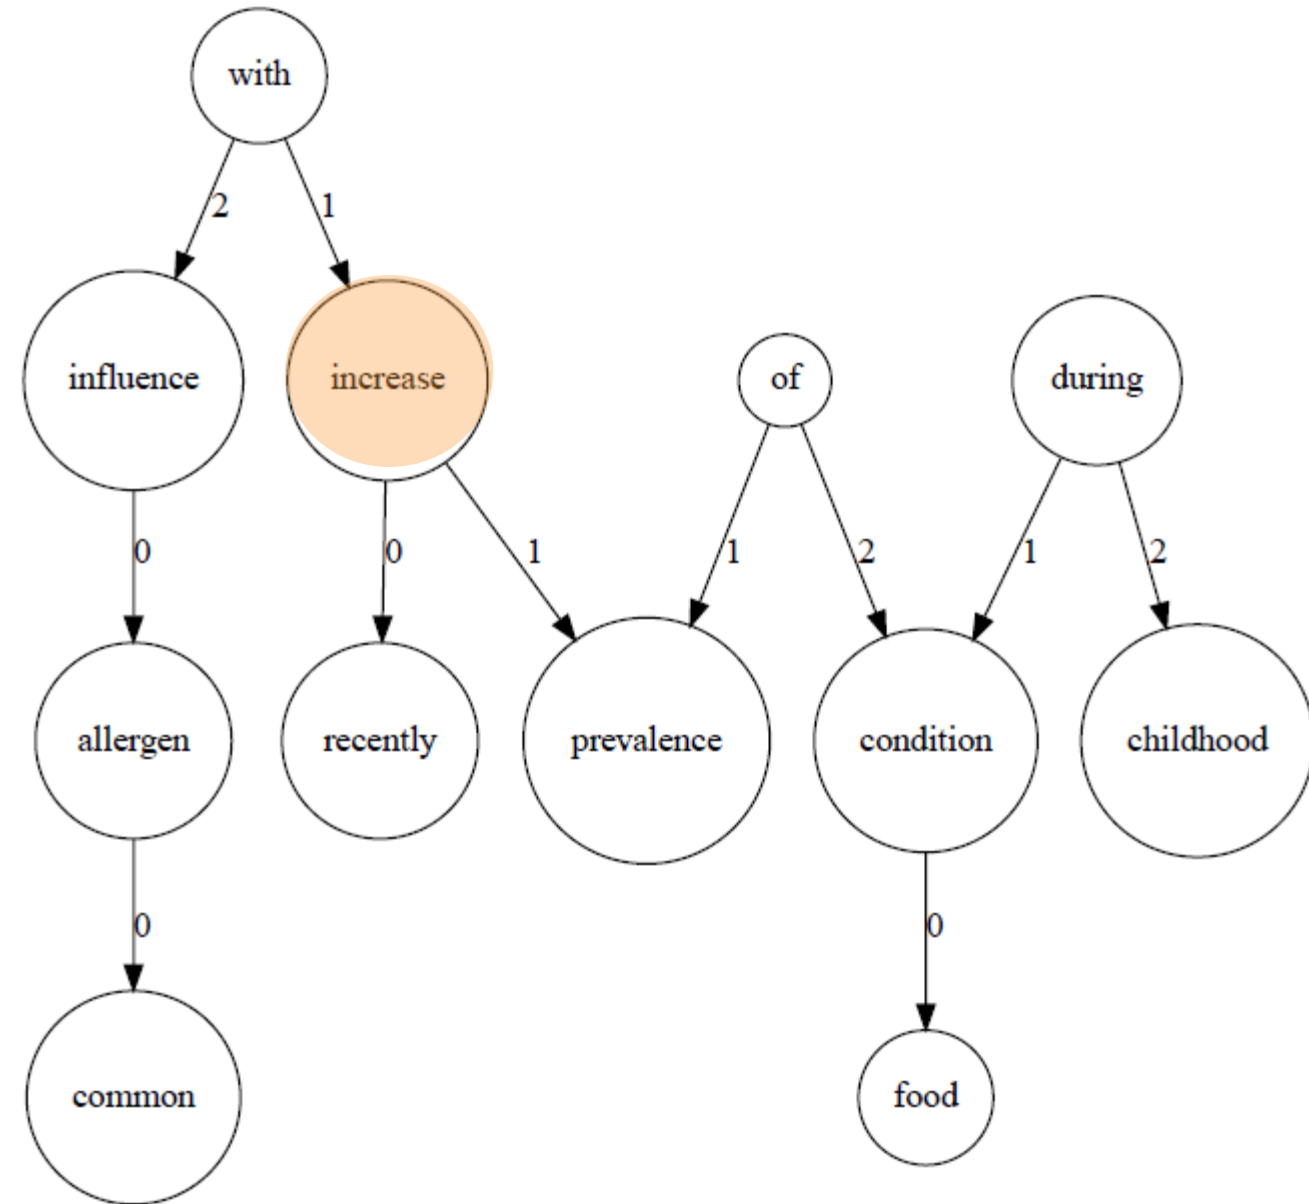 with
2 1
influence increase of during
0 0 1 1 2 1 2
allergen recently prevalence condition childhood
0 0
common food